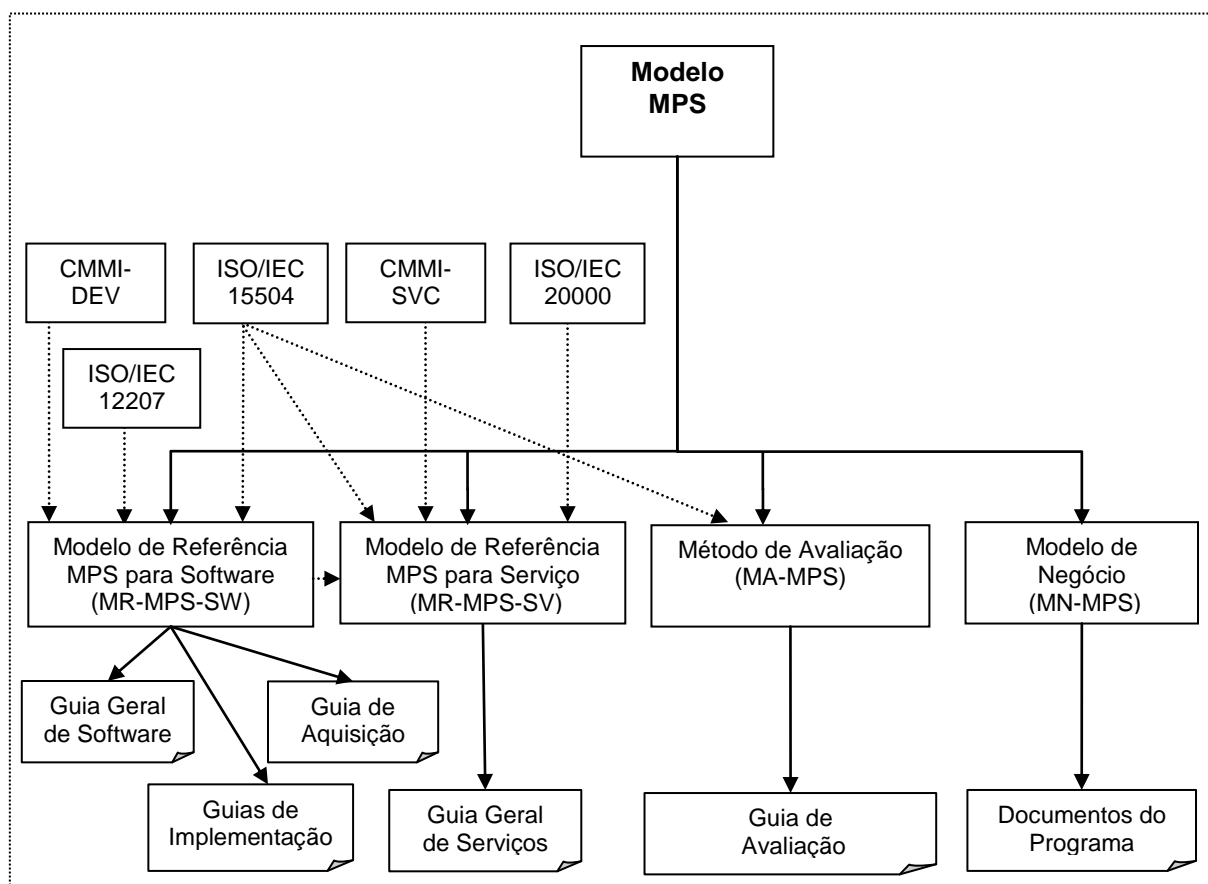 Modelo
MPS
CMMI-
DEV
ISO/IEC
15504
CMMI-
SVC
ISO/IEC
20000
ISO/IEC
12207
Modelo de Referência
MPS para Software
(MR-MPS-SW)
Modelo de Referência
MPS para Serviço
(MR-MPS-SV)
Método de Avaliação
(MA-MPS)
Modelo de
Negócio
(MN-MPS)
Guia Geral
de Software
Guia de
Aquisição
Guias de
Implementação
Guia Geral
de Serviços
Guia de
Avaliação
Documentos do
Programa